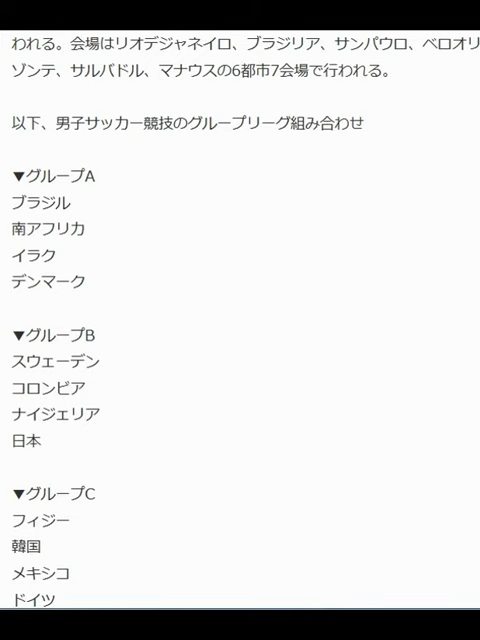 われる。会場はリオデジャネイロ、ブラジリア、サンパウロ、ベロオリ
ゾンテ、サルバドル、マナウスの6都市7会場で行われる。
以下、男子サッカー競技のグループリーグ組み合わせ
▼グループA
ブラジル
南アフリカ
イラク
デンマーク
▼グループB
スウェーデン
コロンビア
ナイジェリア
日本
▼グループC
フィジー
韓国
メキシコ
ドイツ